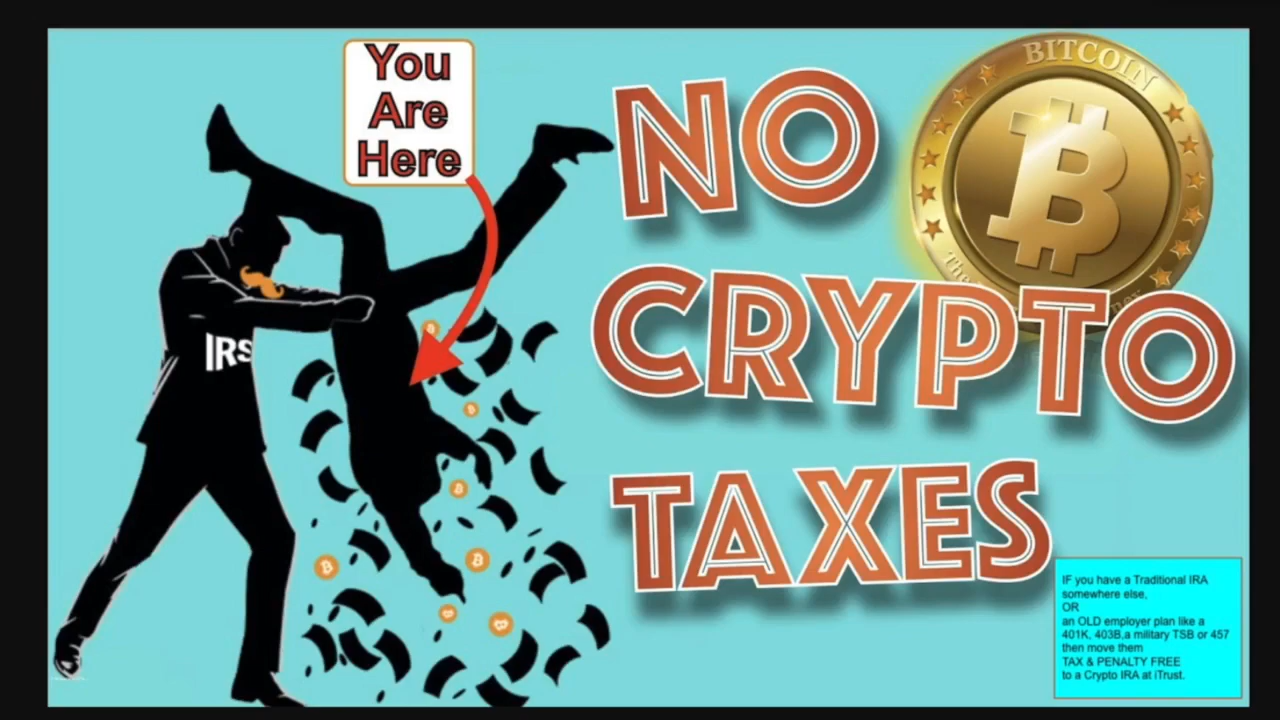 You
Are
Here
NO
BITCOIN
IRS
CRYPTO
TAXES
IF you have a Traditional IRA
somewhere else,
OR
an OLD employer plan like a
401K, 403B,a military TSB or 457
then move them
TAX & PENALTY FREE
to a Crypto IRA at iTrust.